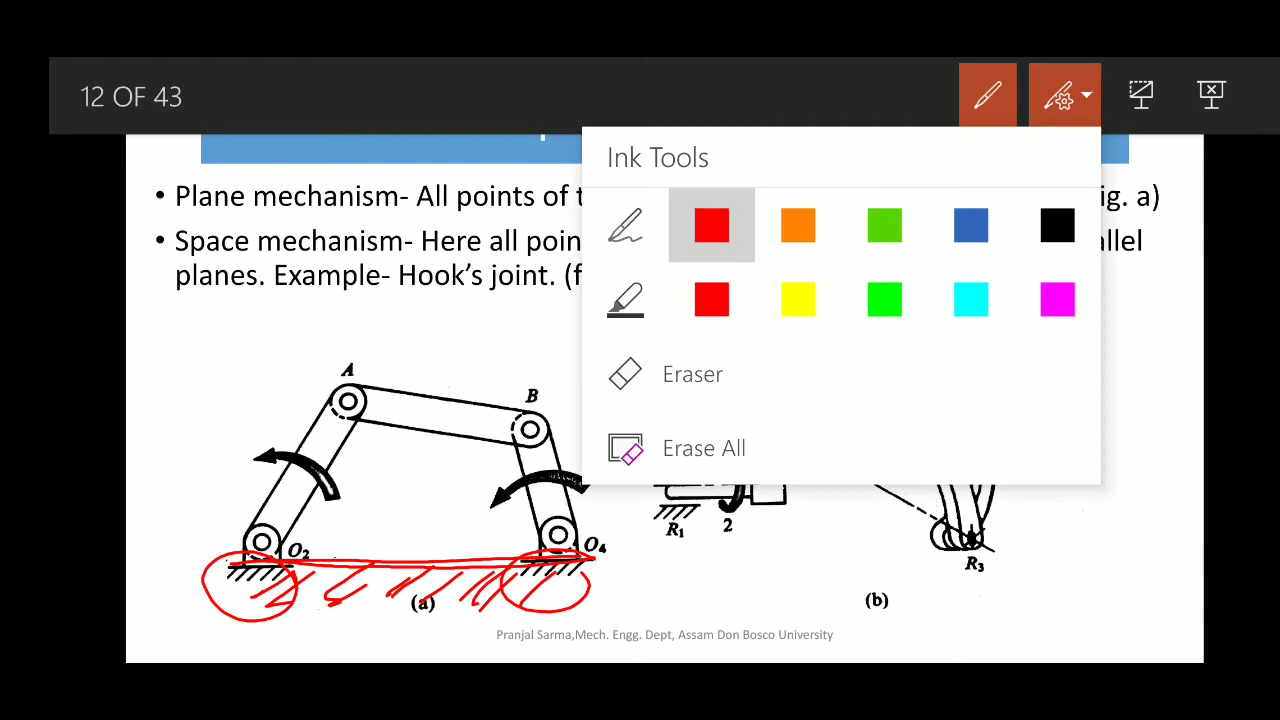 12 OF 43
Ink Tools
• Plane mechanism- All points of ig. a)
• Space mechanism- Here all poin allel
planes. Example- Hook's joint. (f
Eraser
Erase All
A
B
O2
O4
R1
2
R3
(a)
(b)
Pranjal Sarma,Mech. Engg. Dept, Assam Don Bosco University